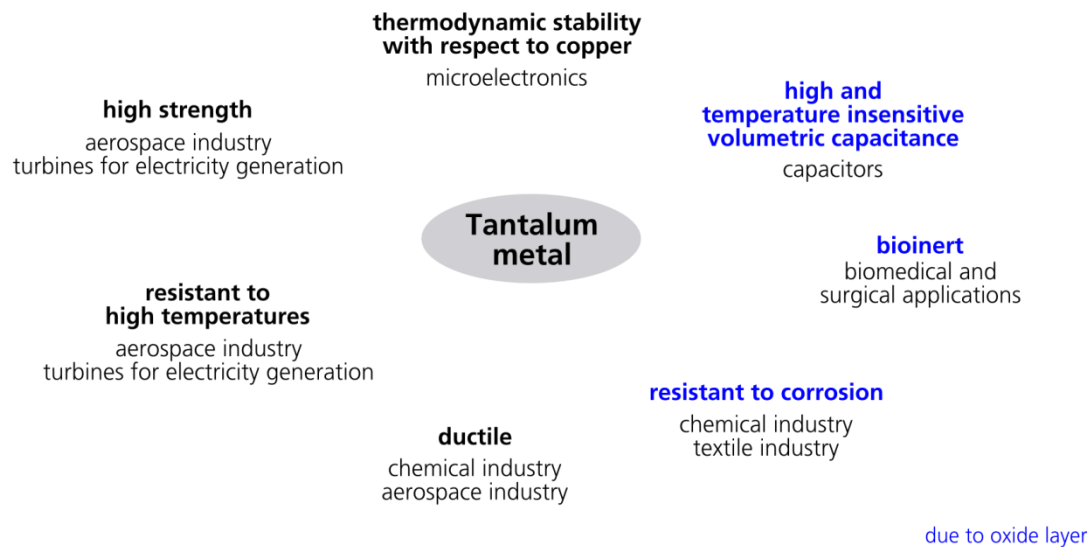 thermodynamic stability
with respect to copper
microelectronics
high and
temperature insensitive
volumetric capacitance
capacitors
high strength
aerospace industry
turbines for electricity generation
Tantalum
metal
bioinert
biomedical and
surgical applications
resistant to
high temperatures
aerospace industry
turbines for electricity generation
resistant to corrosion
chemical industry
textile industry
ductile
chemical industry
aerospace industry
due to oxide layer